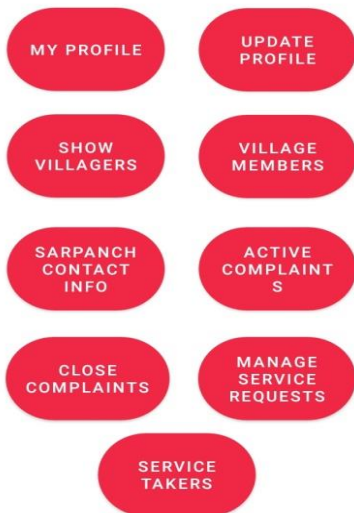 MY PROFILE
UPDATE
PROFILE
SHOW
VILLAGERS
VILLAGE
MEMBERS
SARPANCH
CONTACT
INFO
ACTIVE
COMPLAINT
S
CLOSE
COMPLAINTS
MANAGE
SERVICE
REQUESTS
SERVICE
TAKERS